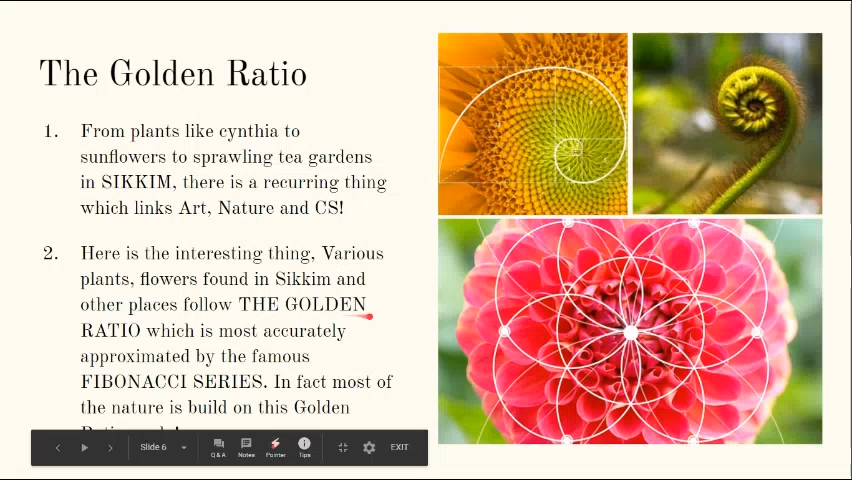 The Golden Ratio
1. From plants like cynthia to
sunflowers to sprawling tea gardens
in SIKKIM, there is a recurring thing
which links Art, Nature and CS!
2. Here is the interesting thing, Various
plants, flowers found in Sikkim and
other places follow THE GOLDEN
RATIO which is most accurately
approximated by the famous
FIBONACCI SERIES. In fact most of
the nature is build on this Golden
Slide 6
Q & A Notes Pointer Tips
EXIT